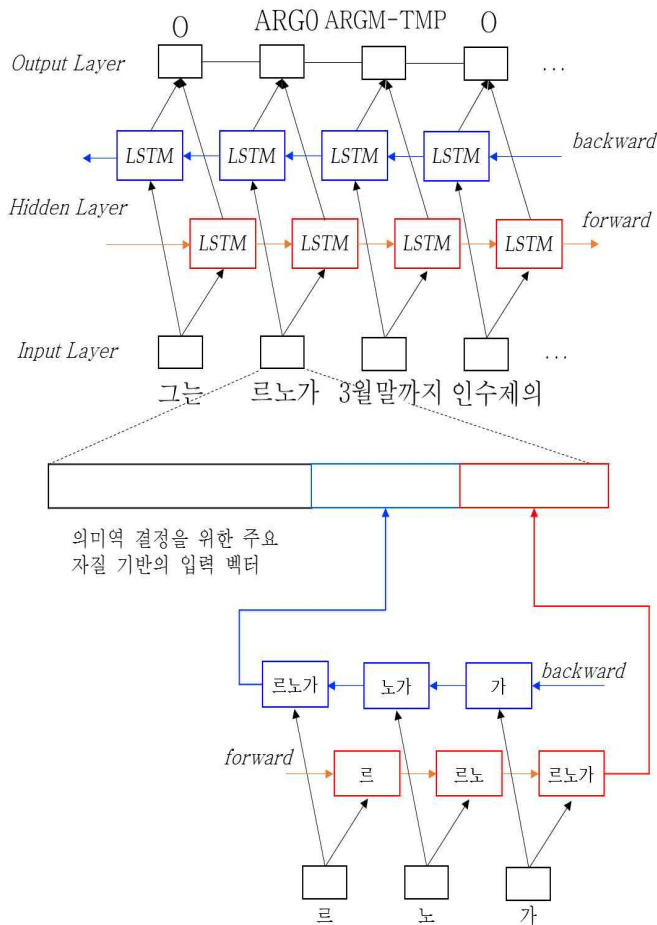 O ARG0 ARGM-TMP O
Output Layer ...
LSTM LSTM LSTM LSTM backward
Hidden Layer forward
LSTM LSTM LSTM LSTM
Input Layer ...
그는 르노가 3월말까지 인수제의
의미역 결정을 위한 주요
자질 기반의 입력 벡터
르노가 노가 가 backward
forward 르 르노 르노가
르 노 가